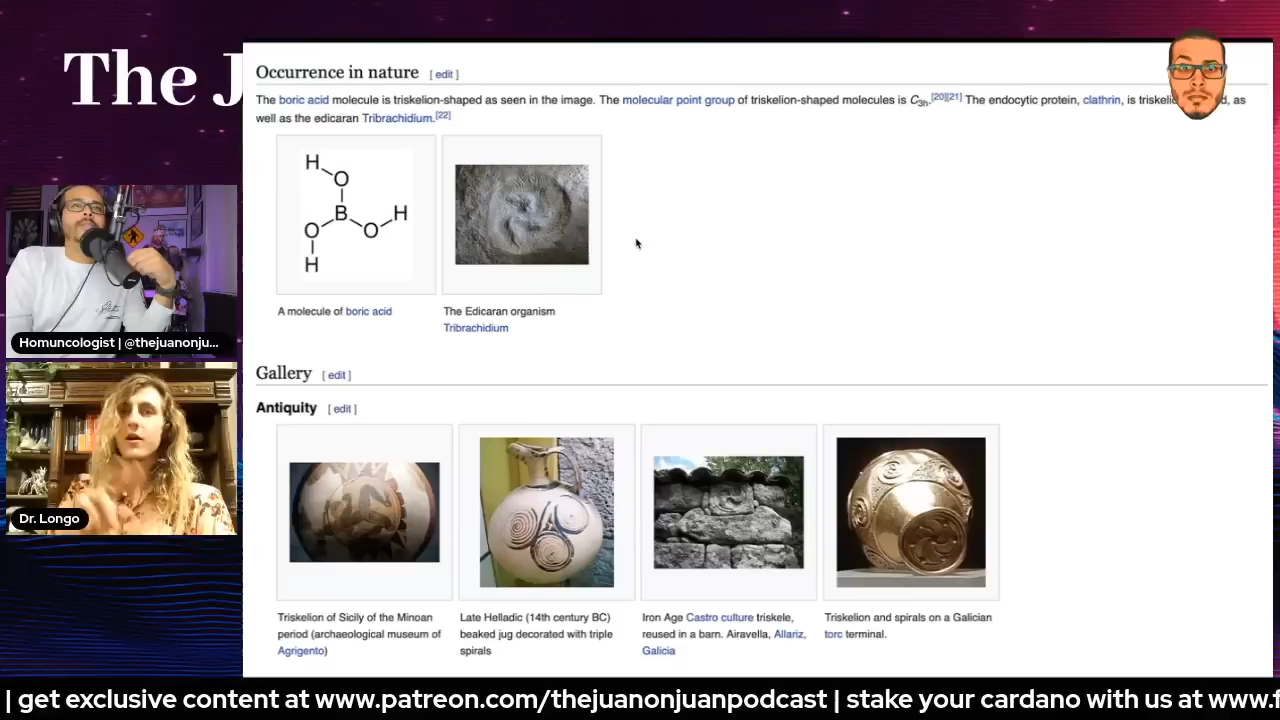 The J
Occurrence in nature [ edit ]
The boric acid molecule is triskelion-shaped as seen in the image. The molecular point group of triskelion-shaped molecules is C3h.[20][21] The endocytic protein, clathrin, is d, as
well as the edicaran Tribrachidium.[22]
H
O
B
O
H
O
H
A molecule of boric acid
The Edicaran organism
Tribrachidium
Homuncologist | @thejuanonju...
Gallery [ edit ]
Antiquity [ edit ]
Dr. Longo
Triskelion of Sicily of the Minoan
period (archaeological museum of
Agrigento)
Late Helladic (14th century BC)
beaked jug decorated with triple
spirals
Iron Age Castro culture triskele,
reused in a barn. Airavella, Allariz,
Galicia
Triskelion and spirals on a Galician
torc terminal.
| get exclusive content at www.patreon.com/thejuanonjuanpodcast | stake your cardano with us at www.f